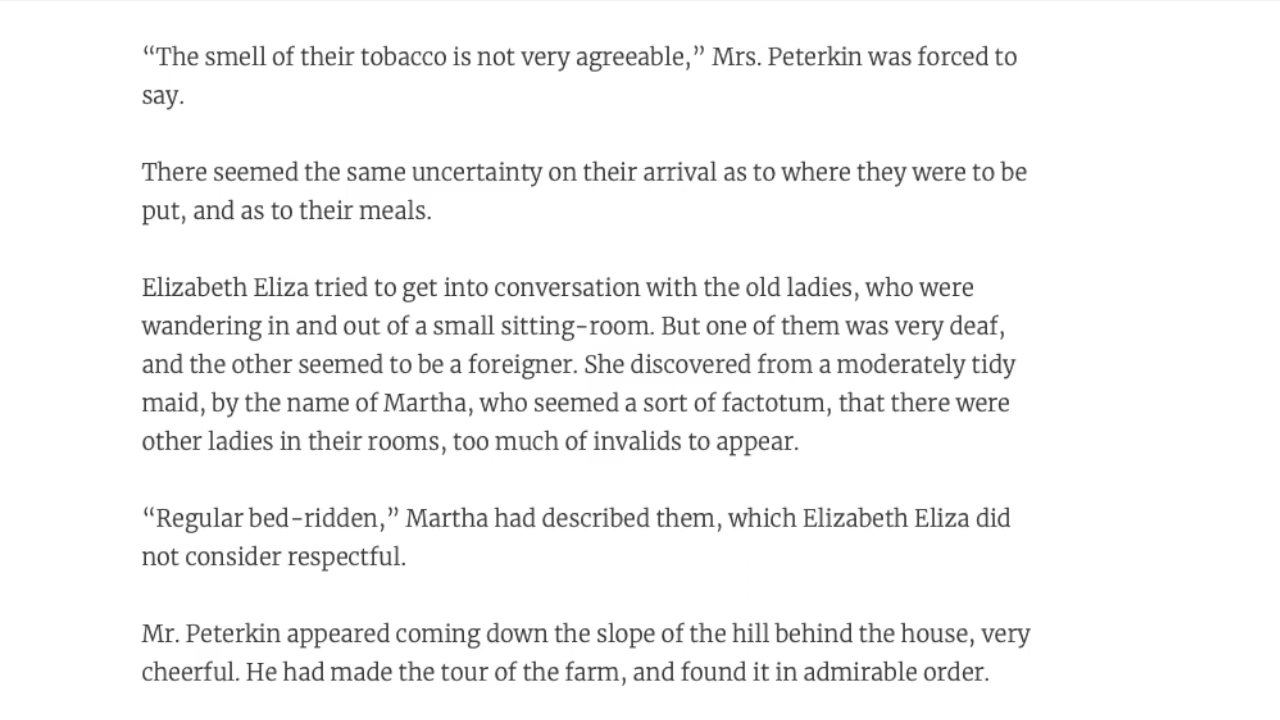 “The smell of their tobacco is not very agreeable,” Mrs. Peterkin was forced to
say.
There seemed the same uncertainty on their arrival as to where they were to be
put, and as to their meals.
Elizabeth Eliza tried to get into conversation with the old ladies, who were
wandering in and out of a small sitting-room. But one of them was very deaf,
and the other seemed to be a foreigner. She discovered from a moderately tidy
maid, by the name of Martha, who seemed a sort of factotum, that there were
other ladies in their rooms, too much of invalids to appear.
“Regular bed-ridden,” Martha had described them, which Elizabeth Eliza did
not consider respectful.
Mr. Peterkin appeared coming down the slope of the hill behind the house, very
cheerful. He had made the tour of the farm, and found it in admirable order.